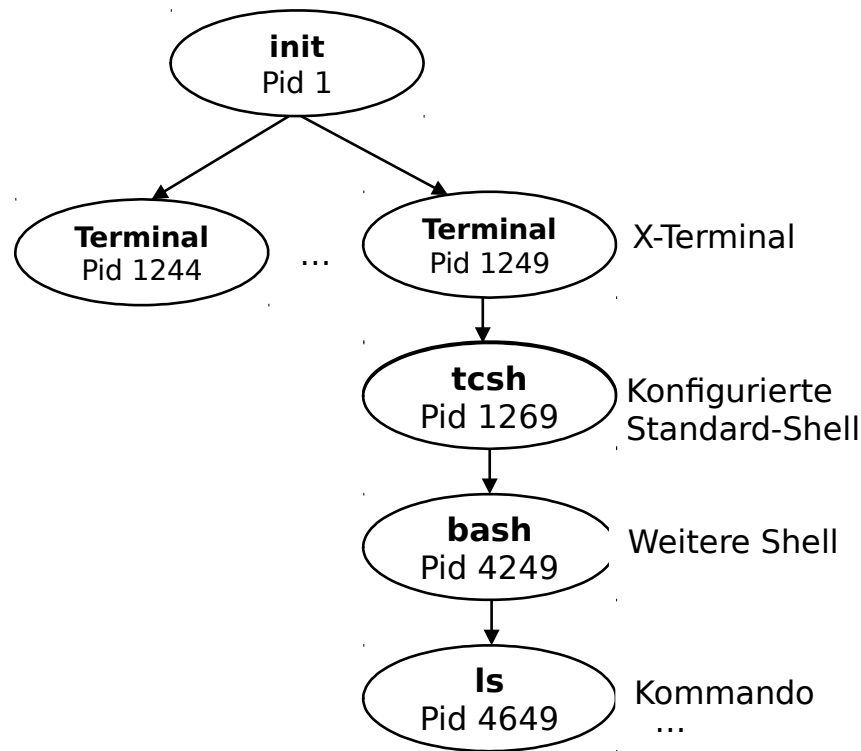 init
Pid 1
Terminal
Pid 1244
...
Terminal
Pid 1249
X-Terminal
tcsh
Pid 1269
Konfigurierte
Standard-Shell
bash
Pid 4249
Weitere Shell
ls
Pid 4649
Kommando
...